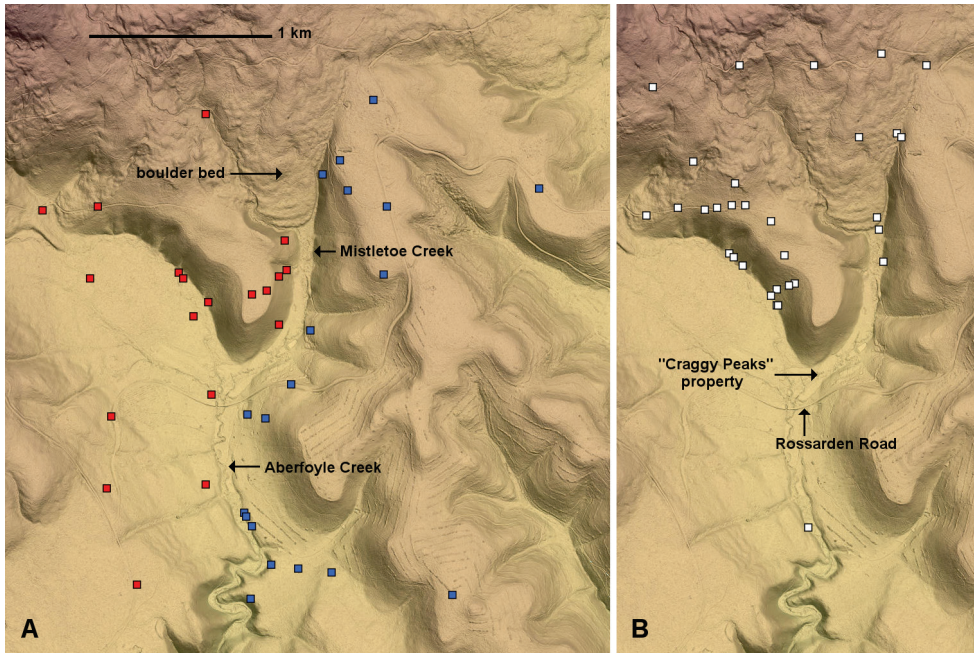 1 km
boulder bed
Mistletoe Creek
"Craggy Peaks"
property
Rossarden Road
Aberfoyle Creek
A
B